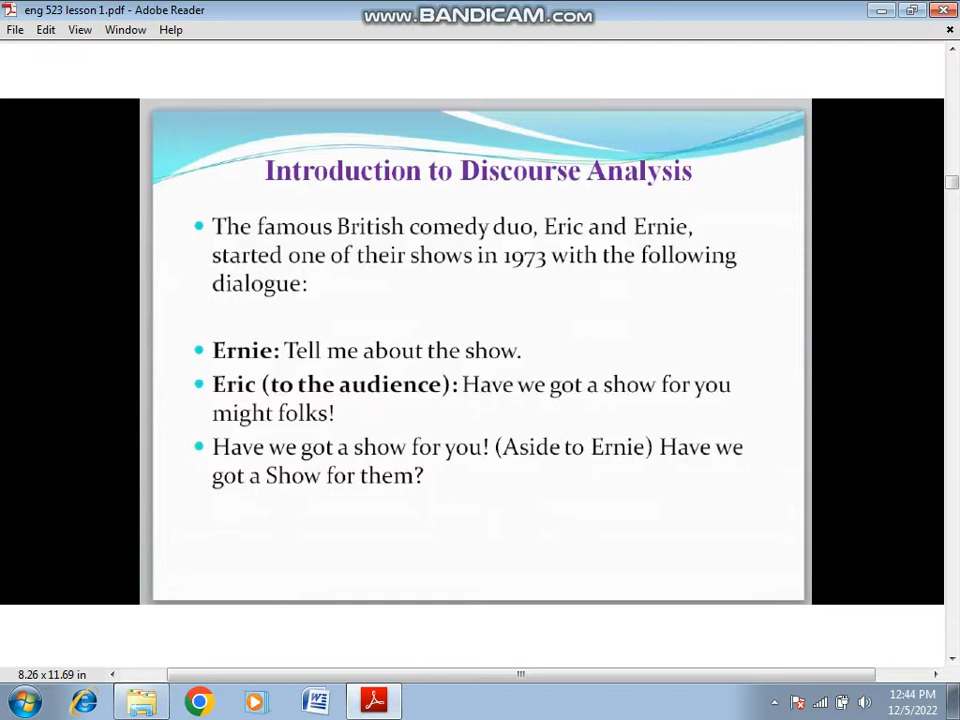 eng 523 lesson 1.pdf - Adobe Reader
www.BANDICAM.com
File Edit View Window Help
Introduction to Discourse Analysis
• The famous British comedy duo, Eric and Ernie,
started one of their shows in 1973 with the following
dialogue:
• Ernie: Tell me about the show.
• Eric (to the audience): Have we got a show for you
might folks!
• Have we got a show for you! (Aside to Ernie) Have we
got a Show for them?
8.26 x 11.69 in
12:44 PM
12/5/2022